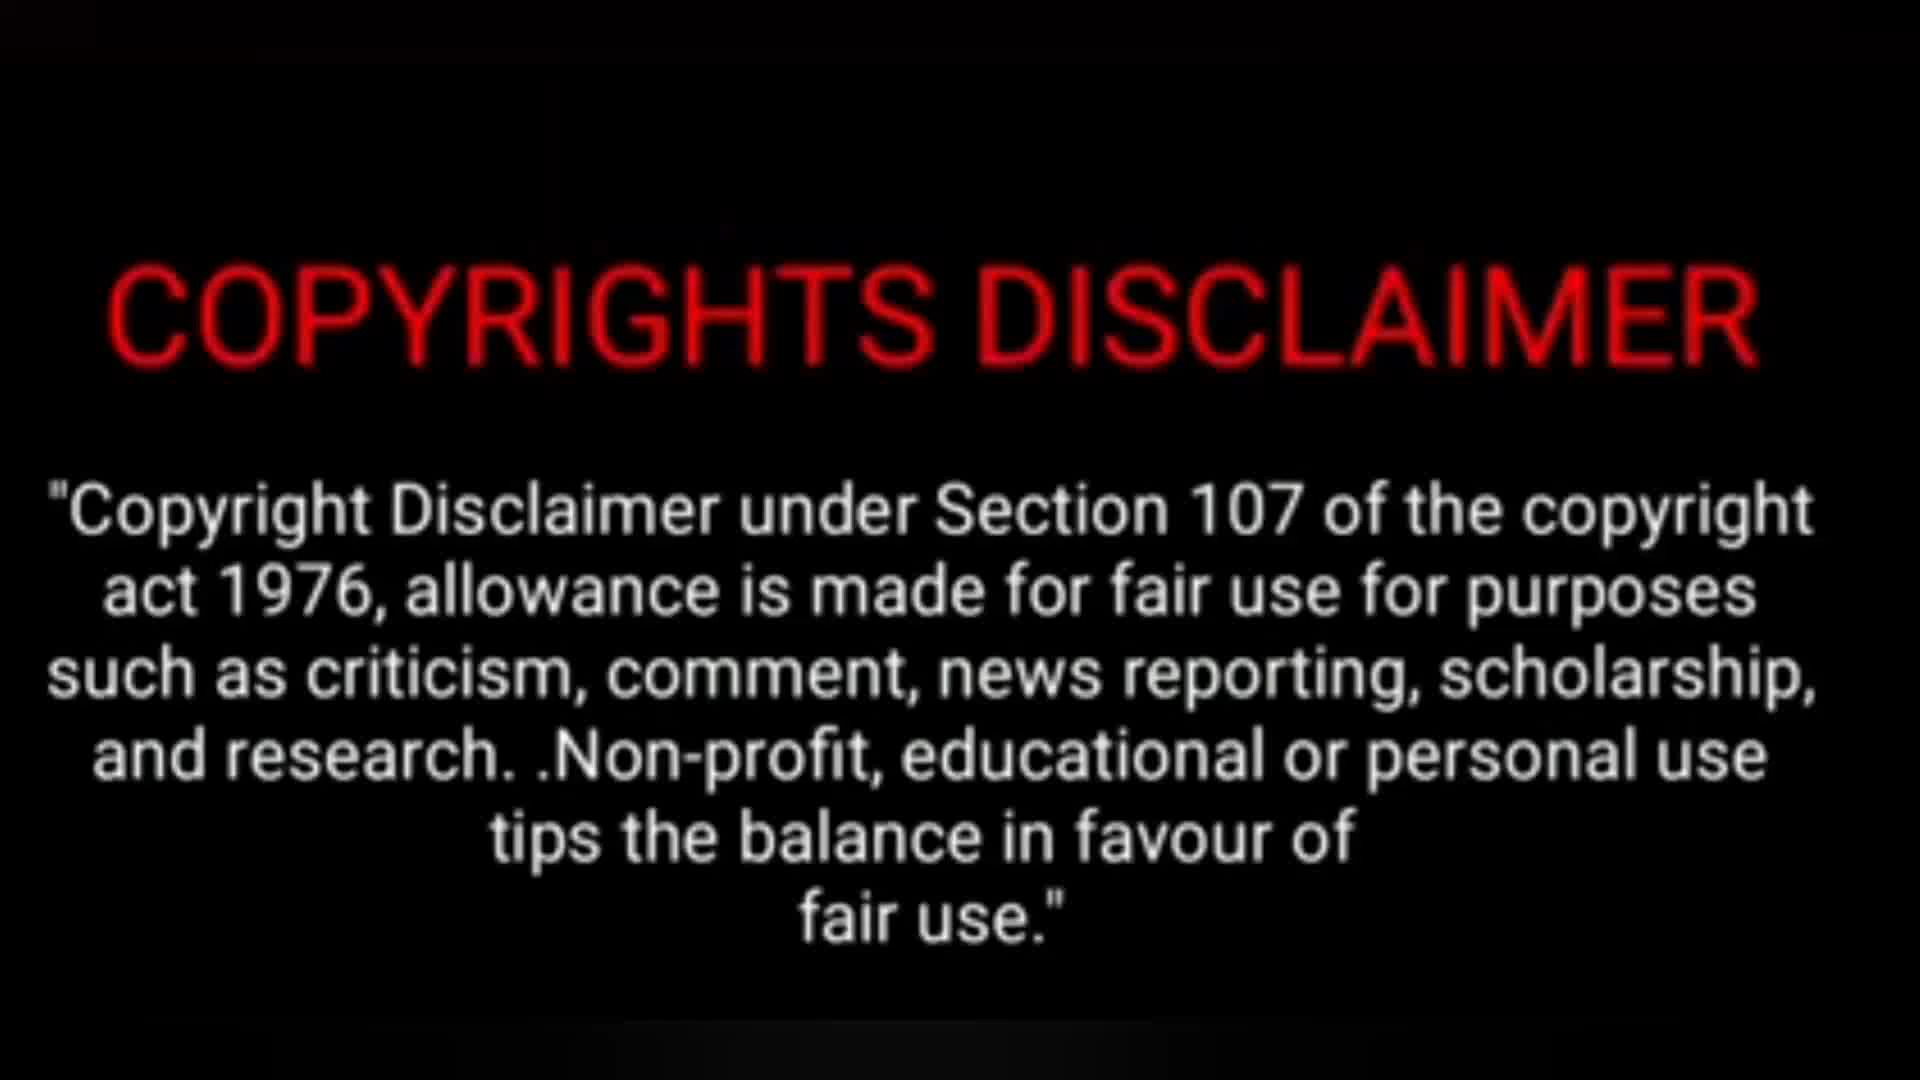 COPYRIGHTS DISCLAIMER
"Copyright Disclaimer under Section 107 of the copyright
act 1976, allowance is made for fair use for purposes
such as criticism, comment, news reporting, scholarship,
and research. .Non-profit, educational or personal use
tips the balance in favour of
fair use."